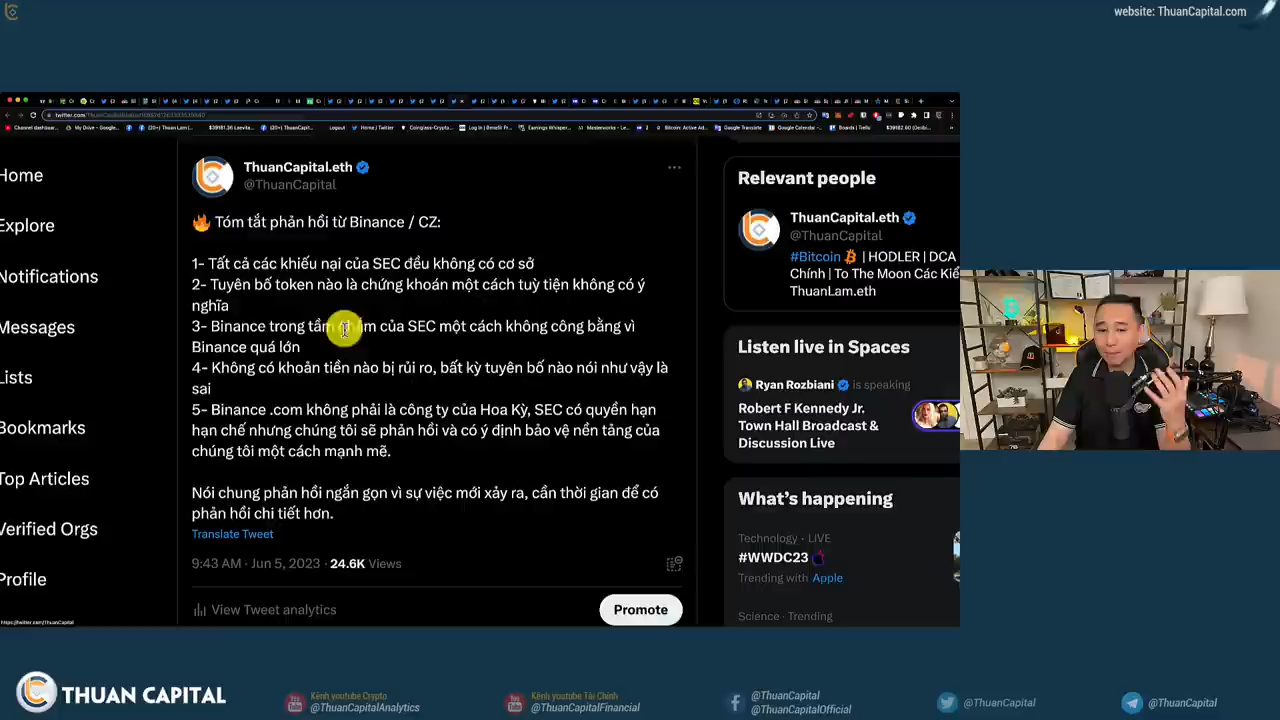 website: ThuanCapital.com
Home
Explore
Notifications
Messages
Lists
Bookmarks
Top Articles
Verified Orgs
Profile
ThuanCapital.eth
@ThuanCapital
🔥 Tóm tắt phản hồi từ Binance / CZ:
1- Tất cả các khiếu nại của SEC đều không có cơ sở
2- Tuyên bố token nào là chứng khoán một cách tuỳ tiện không có ý
nghĩa
3- Binance trong tầm ngắm của SEC một cách không công bằng vì
Binance quá lớn
4- Không có khoản tiền nào bị rủi ro, bất kỳ tuyên bố nào nói như vậy là
sai
5- Binance .com không phải là công ty của Hoa Kỳ, SEC có quyền hạn
hạn chế nhưng chúng tôi sẽ phản hồi và có ý định bảo vệ nền tảng của
chúng tôi một cách mạnh mẽ.
Nói chung phản hồi ngắn gọn vì sự việc mới xảy ra, cần thời gian để có
phản hồi chi tiết hơn.
Translate Tweet
9:43 AM · Jun 5, 2023 · 24.6K Views
View Tweet analytics
Promote
Relevant people
ThuanCapital.eth
@ThuanCapital
#Bitcoin | HODLER | DCA
Chính | To The Moon Các Kiể
ThuanLam.eth
Listen live in Spaces
Ryan Rozbiani is speaking
Robert F Kennedy Jr.
Town Hall Broadcast &
Discussion Live
What's happening
Technology · LIVE
#WWDC23
Trending with Apple
Science · Trending
https://twitter.com/ThuanCapital
THUAN CAPITAL
Kênh youtube Crypto
@ThuanCapitalAnalytics
Kênh youtube Tài Chính
@ThuanCapitalFinancial
@ThuanCapital
@ThuanCapitalOfficial
@ThuanCapital
@ThuanCapital